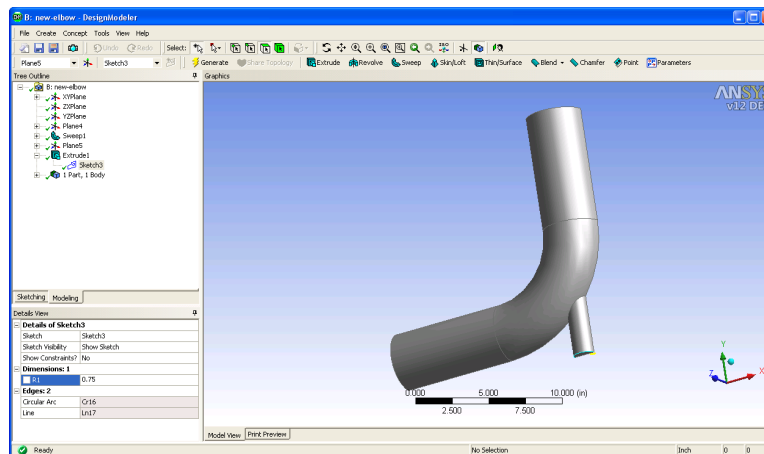 B: new-elbow - DesignModeler
File Create Concept Tools View Help
Undo Redo Select:
Plane5 Sketch3 Generate Share Topology Extrude Revolve Sweep Skin/Loft Thin/Surface Blend Chamfer Point Parameters
Tree Outline
Graphics
B: new-elbow
XYPlane
ZXPlane
YZPlane
Plane4
Sweep1
Plane5
Extrude1
Sketch3
1 Part, 1 Body
ANSYS
v12 DE
Sketching Modeling
Details View
Details of Sketch3
Sketch Sketch3
Sketch Visibility Show Sketch
Show Constraints? No
Dimensions: 1
R1 0.75
Edges: 2
Circular Arc Cr16
Line Ln17
0.000 5.000 10.000 (in)
2.500 7.500
Y
Z X
Model View Print Preview
Ready No Selection Inch 0 0